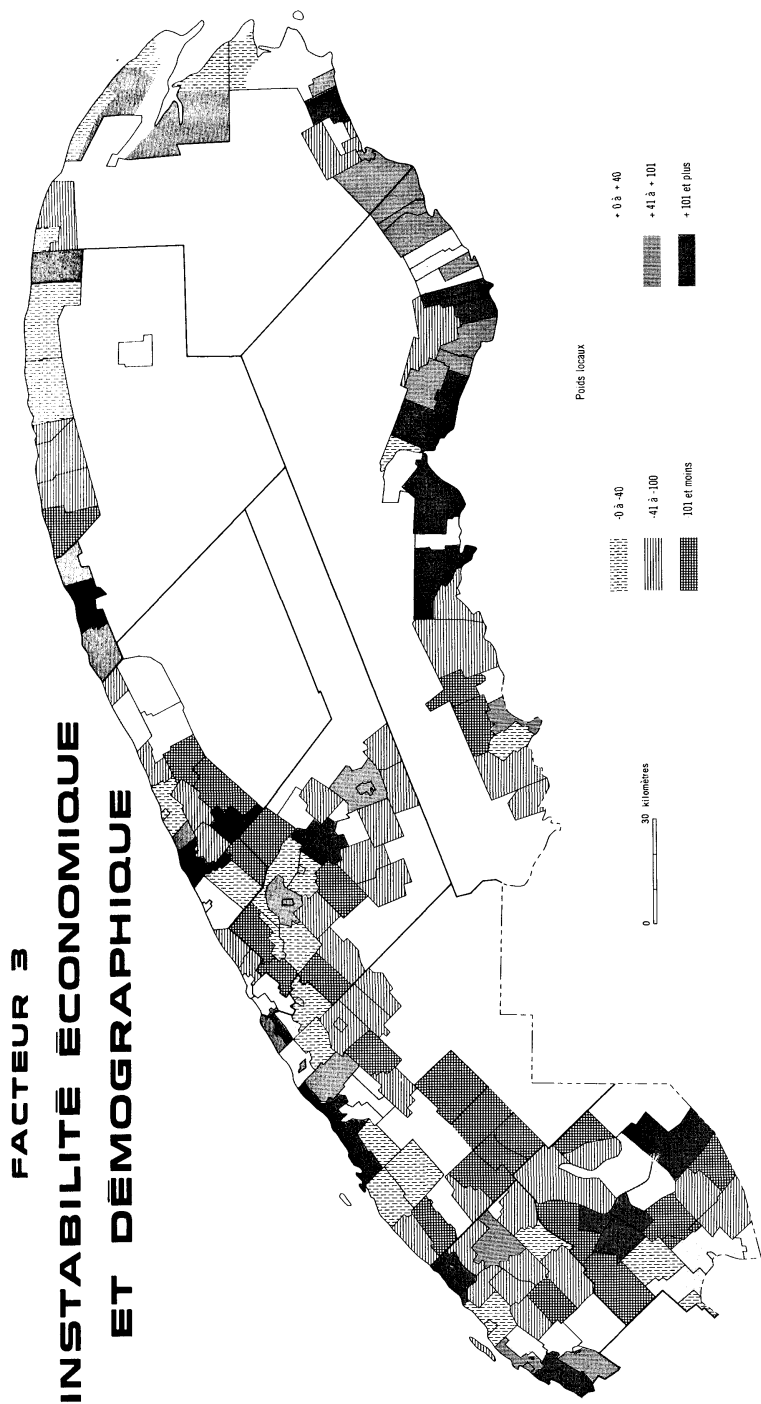 FACTEUR 3
INSTABILITÉ ÉCONOMIQUE
ET DÉMOGRAPHIQUE
Poids locaux
-0 à -40
-41 à -100
101 et moins
+ 0 à + 40
+ 41 à + 101
+ 101 et plus
0 30 kilomètres